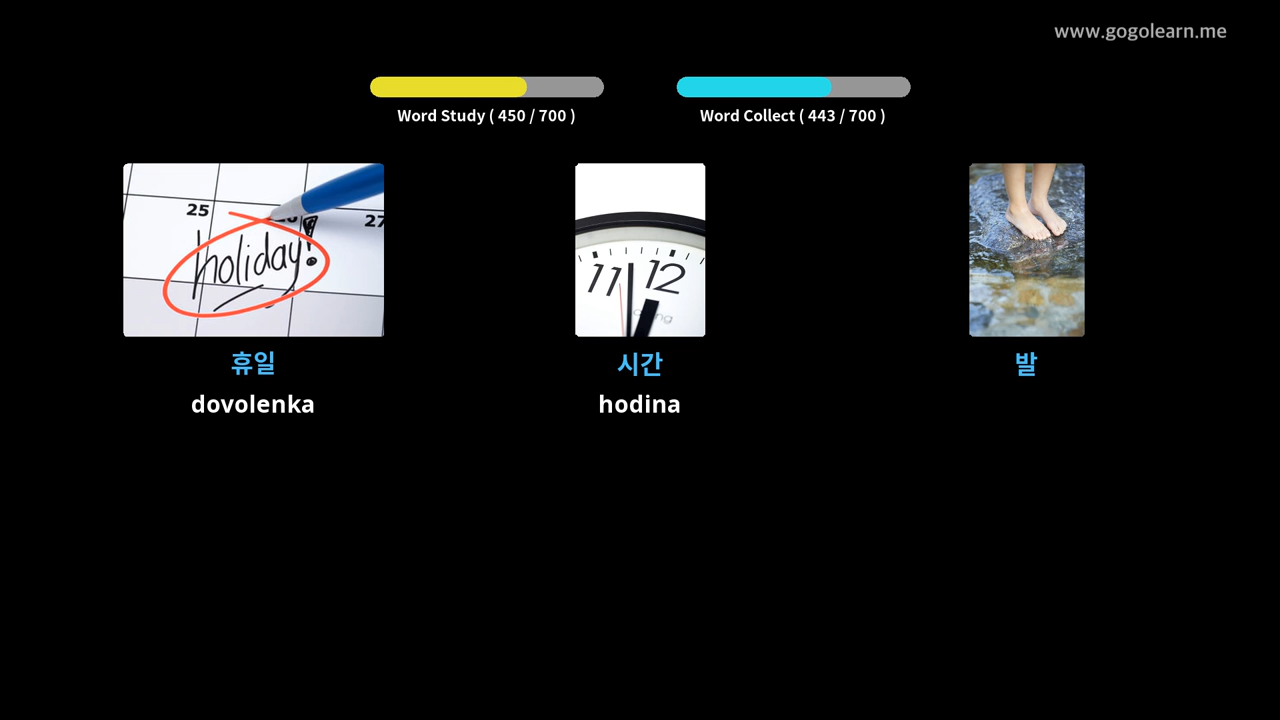 www.gogolearn.me
Word Study ( 450 / 700 )
Word Collect ( 443 / 700 )
25
27
holiday!
11 12
휴일
시간
발
dovolenka
hodina